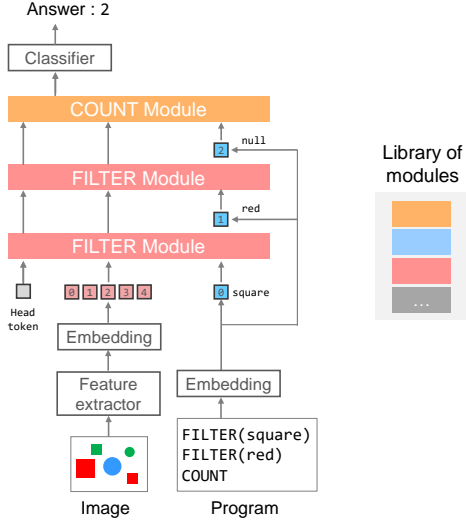 Answer : 2
Classifier
COUNT Module
2
null
FILTER Module
1
red
FILTER Module
Head
token
0 1 2 3 4
0
square
Embedding
Feature
extractor
Image
Embedding
FILTER(square)
FILTER(red)
COUNT
Program
Library of
modules
...